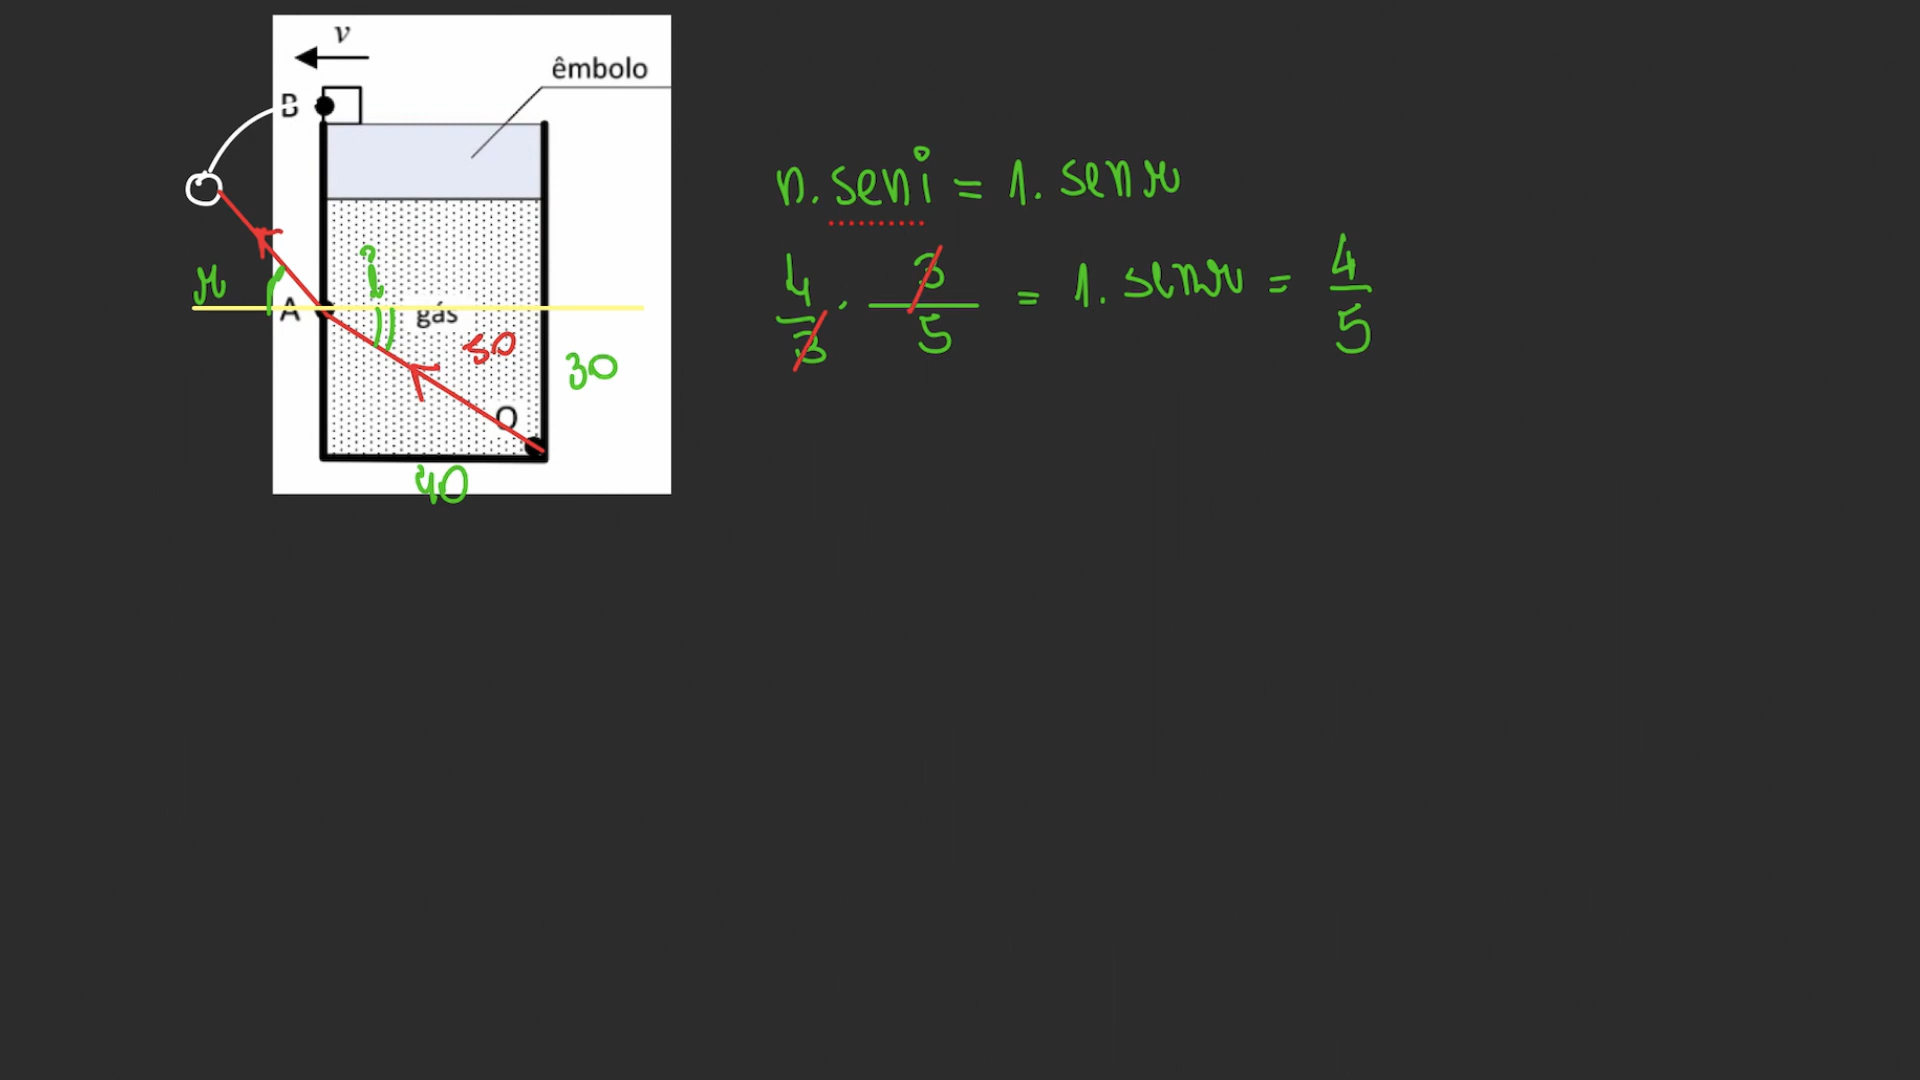 v
êmbolo
B
n. sen i = 1. sen r
4/3 . 3/5 = 1. sen r = 4/5
r
i
A
gás
50
30
O
40